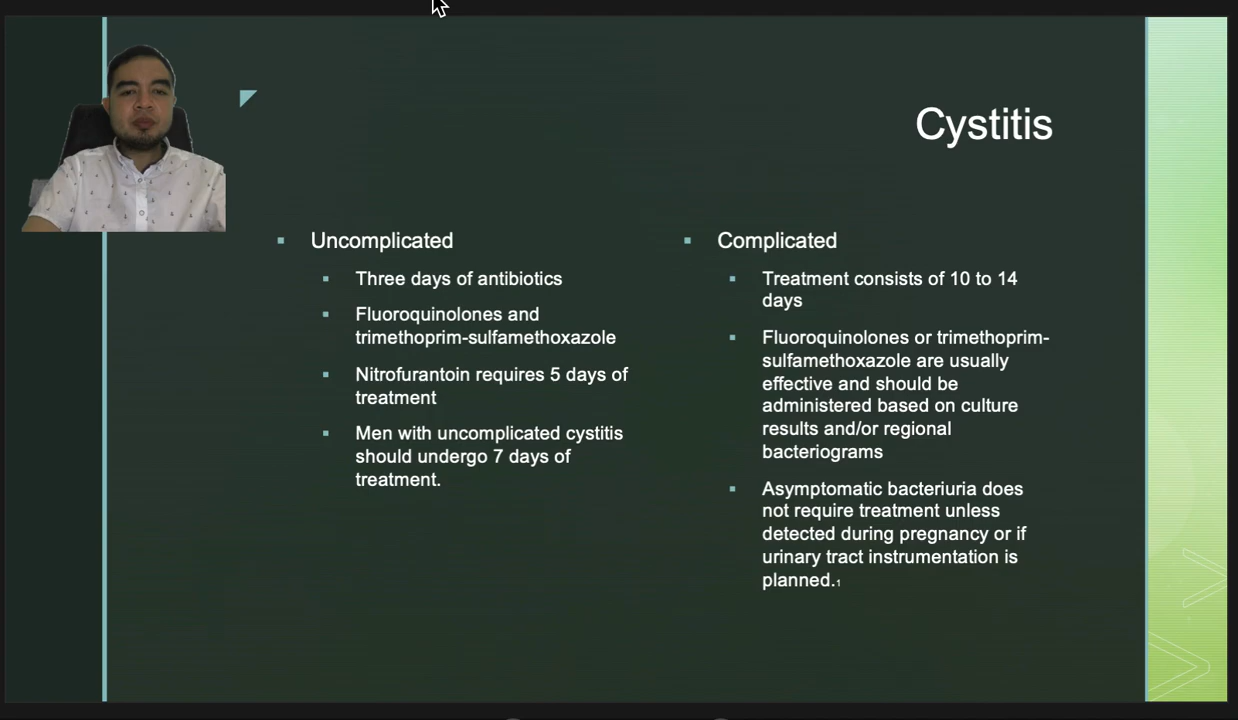 Cystitis
Uncomplicated
Three days of antibiotics
Fluoroquinolones and
trimethoprim-sulfamethoxazole
Nitrofurantoin requires 5 days of
treatment
Men with uncomplicated cystitis
should undergo 7 days of
treatment.
Complicated
Treatment consists of 10 to 14
days
Fluoroquinolones or trimethoprim-
sulfamethoxazole are usually
effective and should be
administered based on culture
results and/or regional
bacteriograms
Asymptomatic bacteriuria does
not require treatment unless
detected during pregnancy or if
urinary tract instrumentation is
planned.1